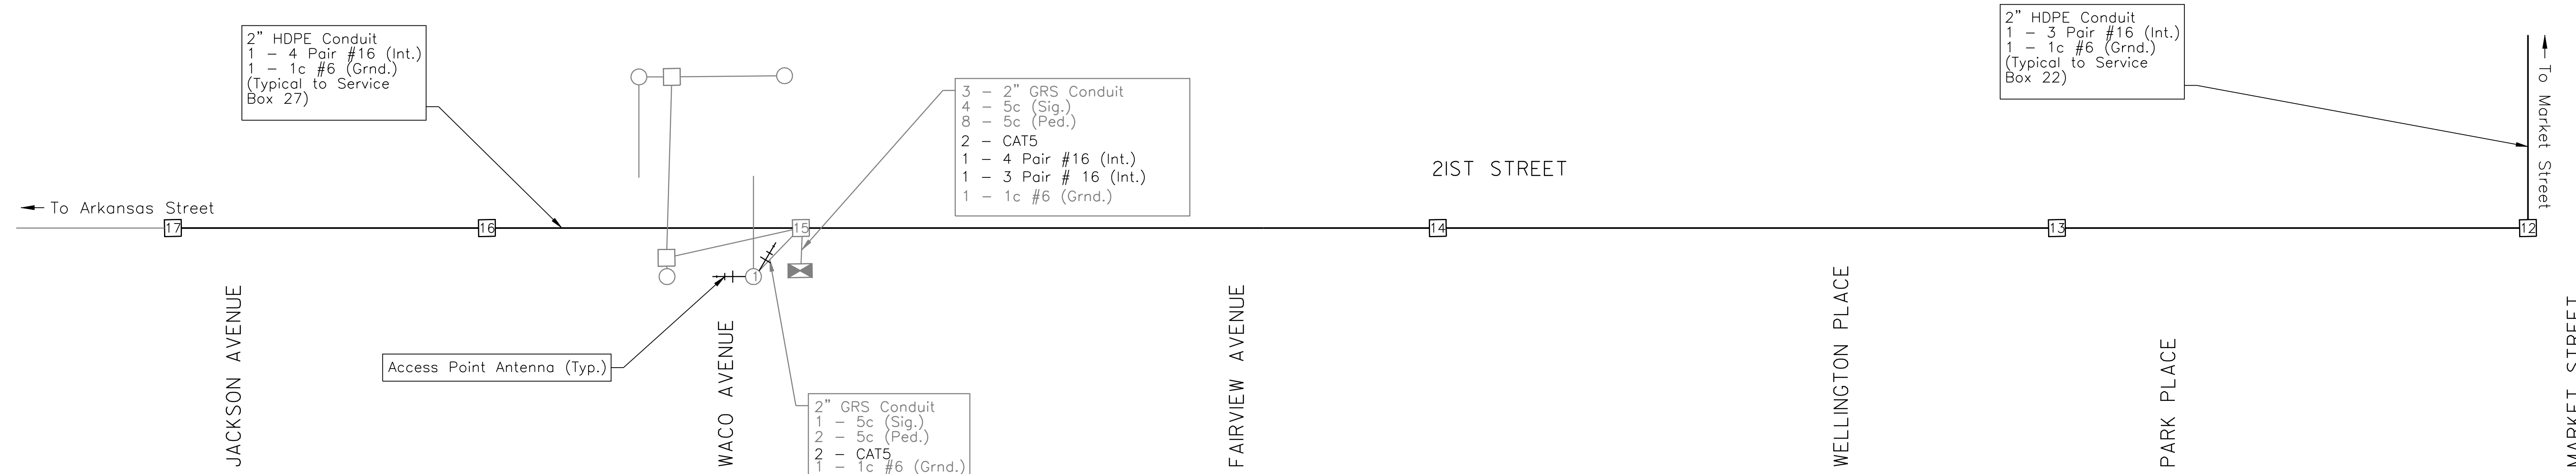 2" HDPE Conduit
1 - 4 Pair #16 (Int.)
1 - 1c #6 (Grnd.)
(Typical to Service
Box 27)
3 - 2" GRS Conduit
4 - 5c (Sig.)
8 - 5c (Ped.)
2 - CAT5
1 - 4 Pair #16 (Int.)
1 - 3 Pair # 16 (Int.)
1 - 1c #6 (Grnd.)
2" HDPE Conduit
1 - 3 Pair #16 (Int.)
1 - 1c #6 (Grnd.)
(Typical to Service
Box 22)
To Market Street
21ST STREET
To Arkansas Street
17
16
15
14
13
12
1
Access Point Antenna (Typ.)
2" GRS Conduit
1 - 5c (Sig.)
2 - 5c (Ped.)
2 - CAT5
1 - 1c #6 (Grnd.)
JACKSON AVENUE
WACO AVENUE
FAIRVIEW AVENUE
WELLINGTON PLACE
PARK PLACE
MARKET STREET